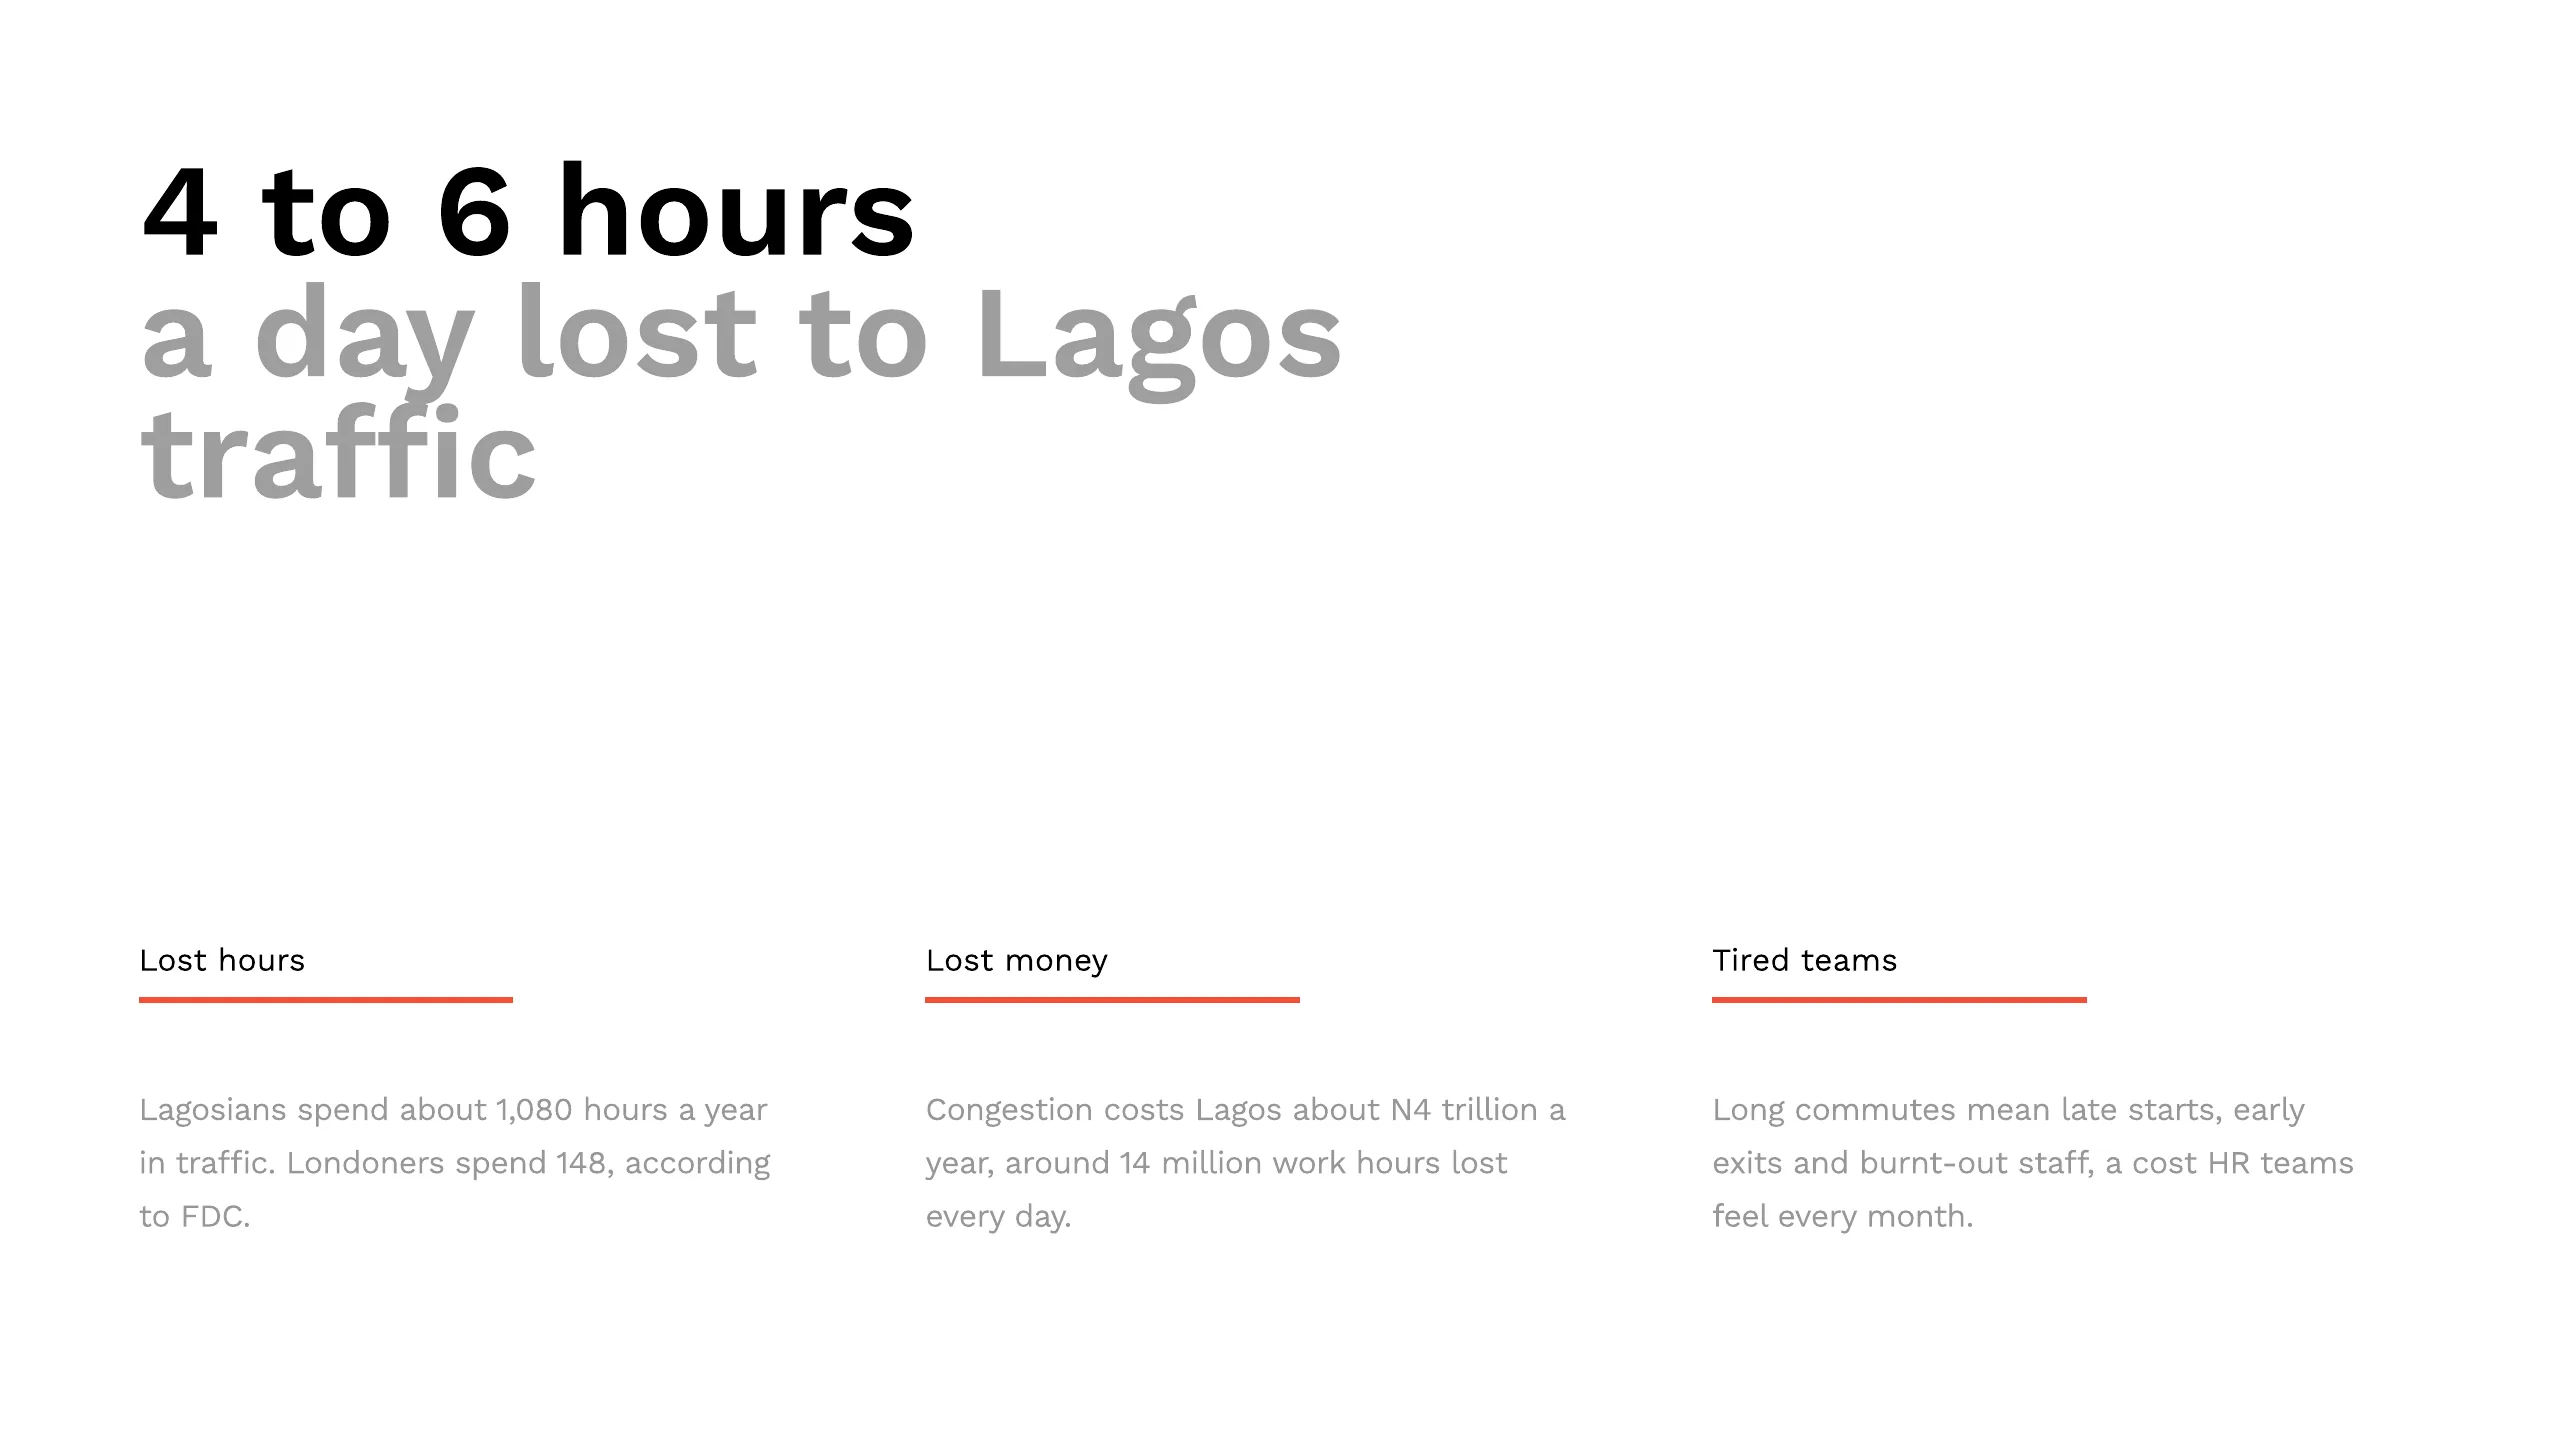 4 to 6 hours
a day lost to Lagos
traffic
Lost hours
Lagosians spend about 1,080 hours a year
in traffic. Londoners spend 148, according
to FDC.
Lost money
Congestion costs Lagos about N4 trillion a
year, around 14 million work hours lost
every day.
Tired teams
Long commutes mean late starts, early
exits and burnt-out staff, a cost HR teams
feel every month.